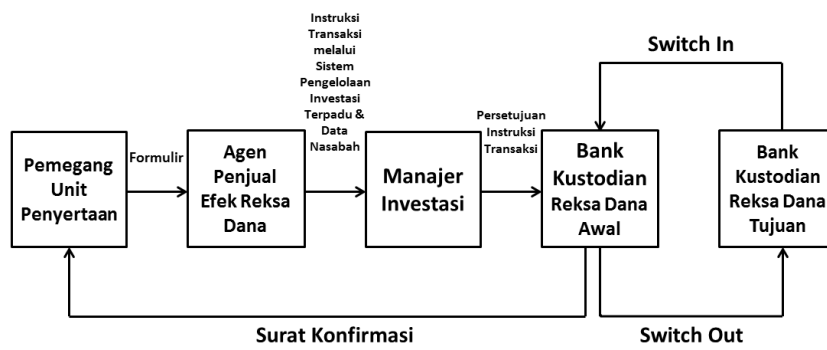 Instruksi
Transaksi
melalui
Sistem
Pengelolaan
Investasi
Terpadu &
Data
Nasabah
Switch In
Persetujuan
Instruksi
Transaksi
Pemegang
Unit
Penyertaan
Formulir
Agen
Penjual
Efek Reksa
Dana
Manajer
Investasi
Bank
Kustodian
Reksa Dana
Awal
Bank
Kustodian
Reksa Dana
Tujuan
Surat Konfirmasi
Switch Out